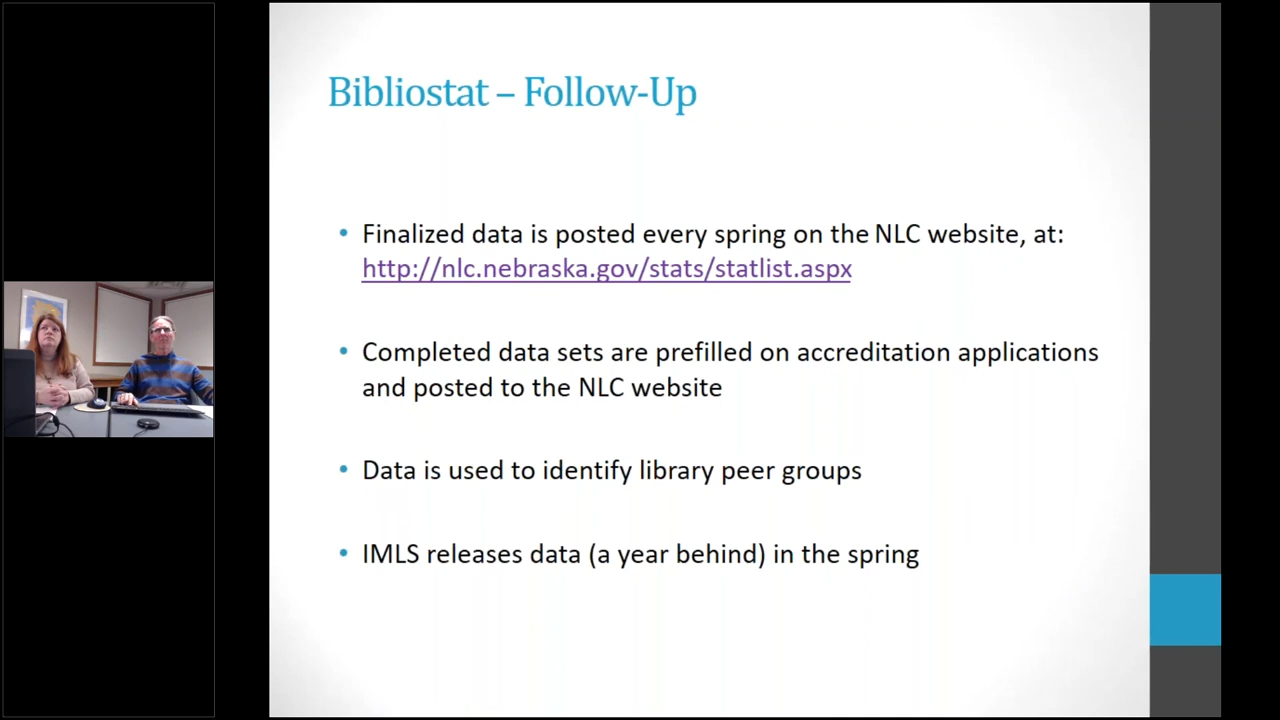 Bibliostat – Follow-Up
• Finalized data is posted every spring on the NLC website, at:
http://nlc.nebraska.gov/stats/statlist.aspx
• Completed data sets are prefilled on accreditation applications
and posted to the NLC website
• Data is used to identify library peer groups
• IMLS releases data (a year behind) in the spring